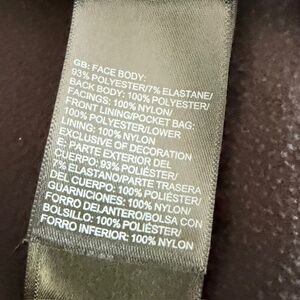 GB: FACE BODY:
93% POLYESTER/7% ELASTANE/
BACK BODY: 100% POLYESTER/
FACINGS: 100% NYLON/
FRONT LINING/POCKET BAG:
100% POLYESTER/LOWER
LINING: 100% NYLON
EXCLUSIVE OF DECORATION
E: PARTE EXTERIOR DEL
CUERPO: 93% POLIÉSTER/
7% ELASTANO/PARTE TRASERA
DEL CUERPO: 100% POLIÉSTER/
GUARNICIONES: 100% NYLON/
FORRO DELANTERO/BOLSA CON
BOLSILLO: 100% POLIÉSTER/
FORRO INFERIOR: 100% NYLON